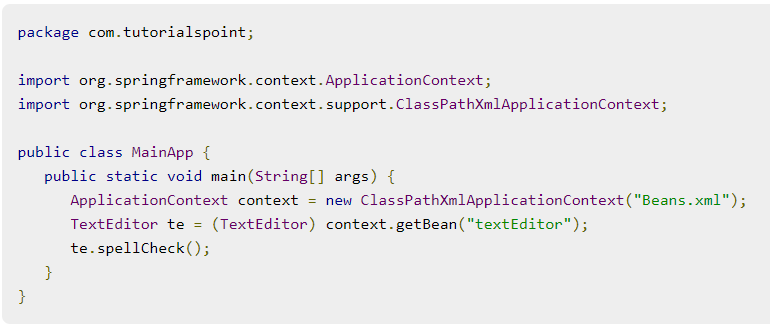 package com.tutorialspoint;
import org.springframework.context.ApplicationContext;
import org.springframework.context.support.ClassPathXmlApplicationContext;
public class MainApp {
public static void main(String[] args) {
ApplicationContext context = new ClassPathXmlApplicationContext("Beans.xml");
TextEditor te = (TextEditor) context.getBean("textEditor");
te.spellCheck();
}
}